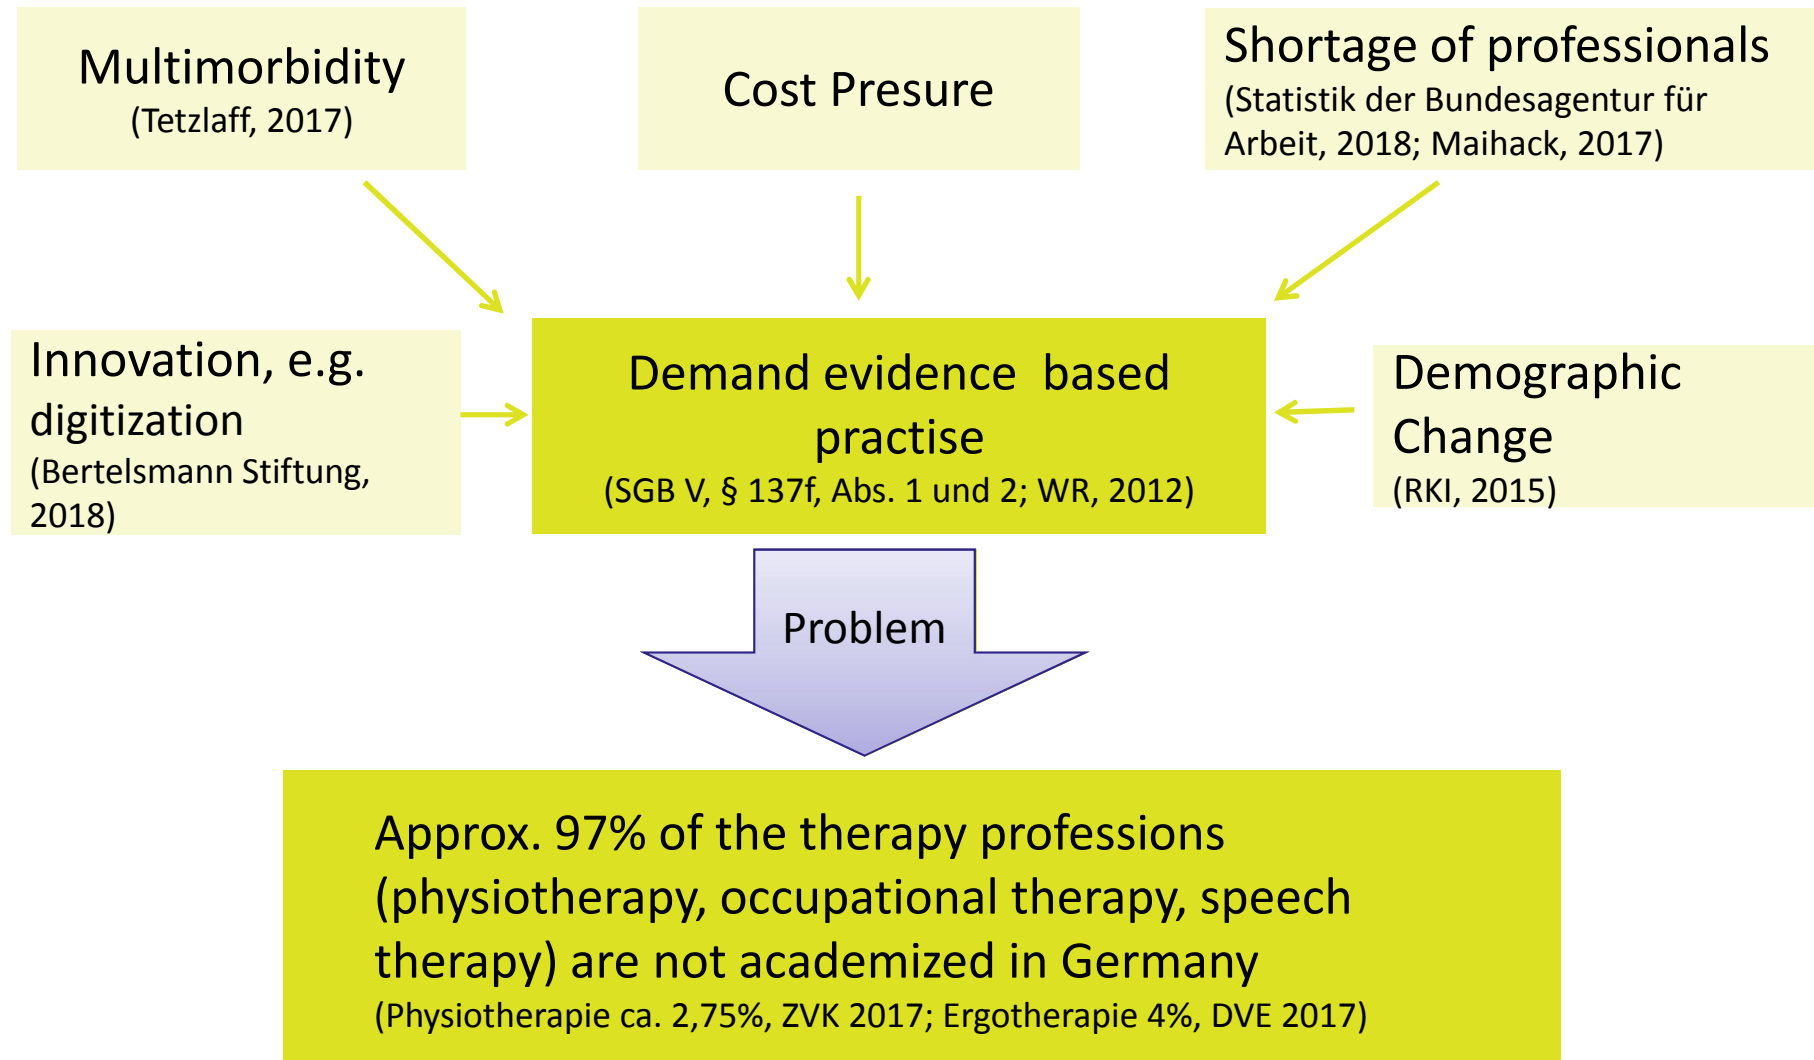 Multimorbidity
(Tetzlaff, 2017)
Cost Presure
Shortage of professionals
(Statistik der Bundesagentur für
Arbeit, 2018; Maihack, 2017)
Innovation, e.g.
digitization
(Bertelsmann Stiftung,
2018)
Demand evidence  based
practise
(SGB V, § 137f, Abs. 1 und 2; WR, 2012)
Demographic
Change
(RKI, 2015)
Problem
Approx. 97% of the therapy professions
(physiotherapy, occupational therapy, speech
therapy) are not academized in Germany
(Physiotherapie ca. 2,75%, ZVK 2017; Ergotherapie 4%, DVE 2017)